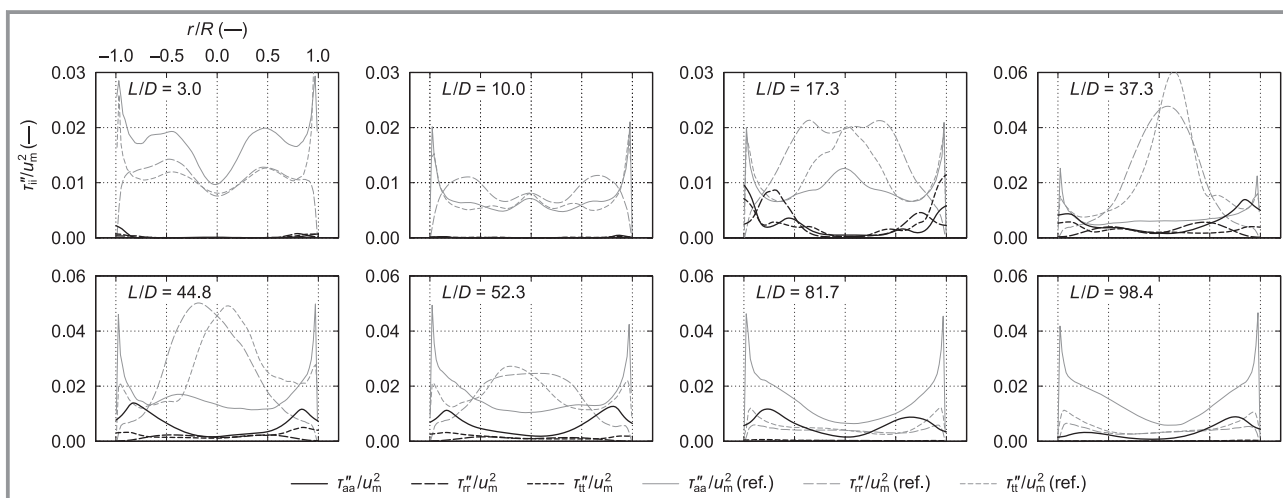 r/R (—)
−1.0 −0.5 0.0 0.5 1.0
τ″ii/u²m (—)
0.03 0.03 0.03 0.06
L/D = 3.0 L/D = 10.0 L/D = 17.3 L/D = 37.3
0.02 0.02 0.02 0.04
0.01 0.01 0.01 0.02
0.00 0.00 0.00 0.00
0.06 0.06 0.06 0.06
L/D = 44.8 L/D = 52.3 L/D = 81.7 L/D = 98.4
0.04 0.04 0.04 0.04
0.02 0.02 0.02 0.02
0.00 0.00 0.00 0.00
τ″aa/u²m τ″rr/u²m τ″tt/u²m τ″aa/u²m (ref.) τ″rr/u²m (ref.) τ″tt/u²m (ref.)